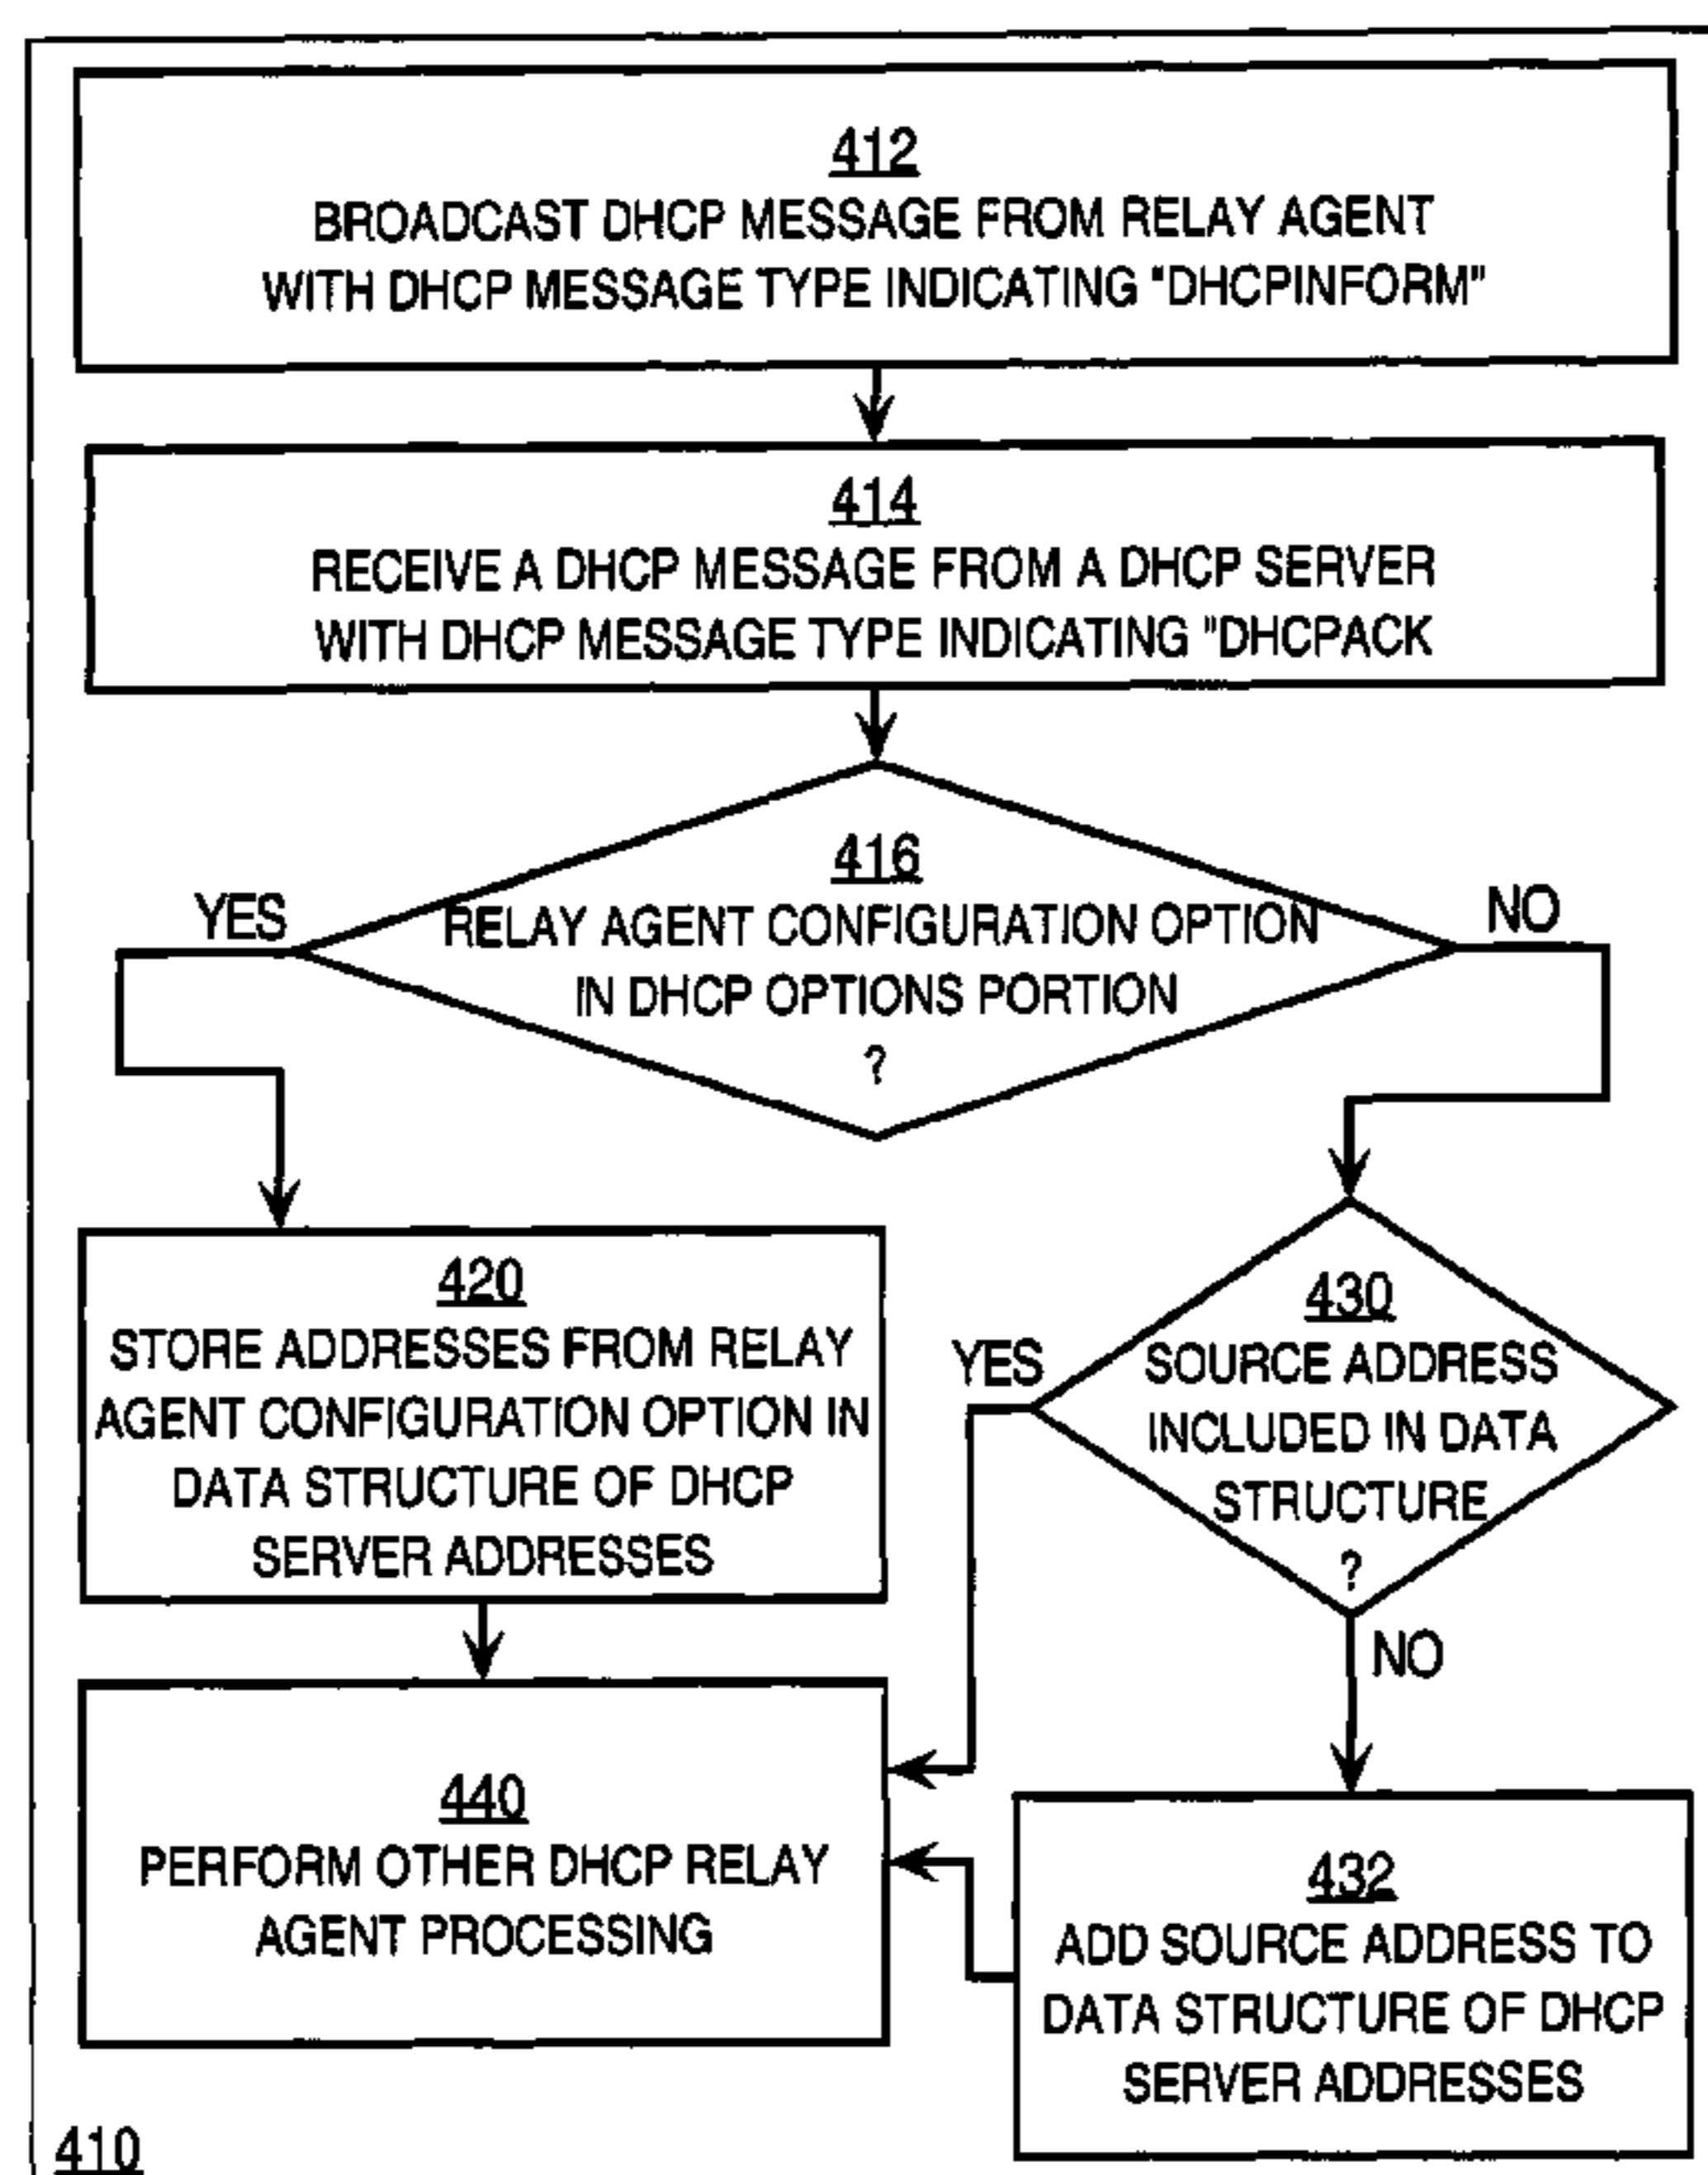 412
BROADCAST DHCP MESSAGE FROM RELAY AGENT
WITH DHCP MESSAGE TYPE INDICATING "DHCPINFORM"
414
RECEIVE A DHCP MESSAGE FROM A DHCP SERVER
WITH DHCP MESSAGE TYPE INDICATING "DHCPACK
416
RELAY AGENT CONFIGURATION OPTION
IN DHCP OPTIONS PORTION
?
YES
NO
420
STORE ADDRESSES FROM RELAY
AGENT CONFIGURATION OPTION IN
DATA STRUCTURE OF DHCP
SERVER ADDRESSES
430
SOURCE ADDRESS
INCLUDED IN DATA
STRUCTURE
?
YES
NO
440
PERFORM OTHER DHCP RELAY
AGENT PROCESSING
432
ADD SOURCE ADDRESS TO
DATA STRUCTURE OF DHCP
SERVER ADDRESSES
410